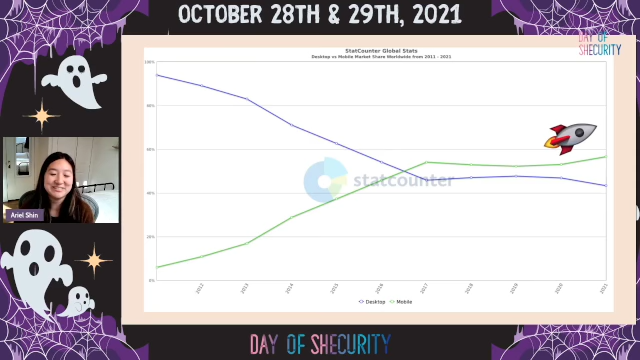 OCTOBER 28TH & 29TH, 2021
DAY OF
SHECURITY
StatCounter Global Stats
Desktop vs Mobile Market Share Worldwide from 2011 - 2021
100%
80%
60%
40%
20%
0%
statcounter
2012
2013
2014
2015
2016
2017
2018
2019
2020
2021
Desktop Mobile
Ariel Shin
DAY OF SHECURITY